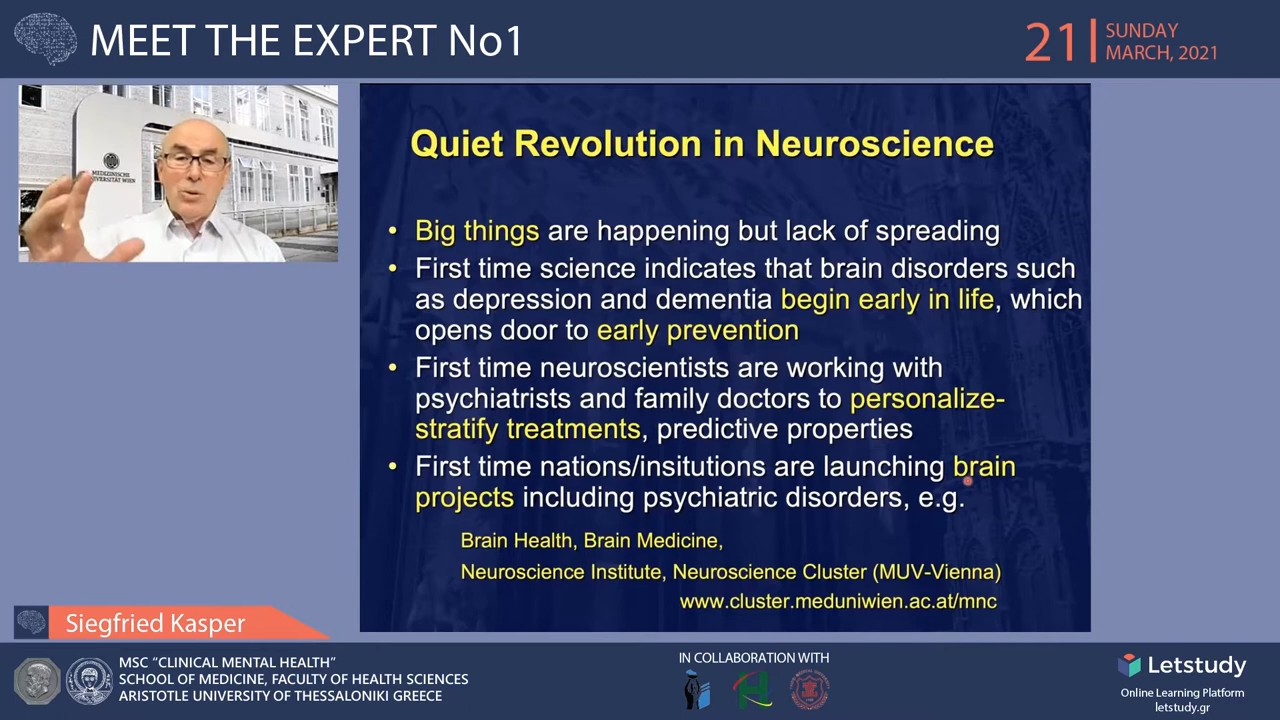 MEET THE EXPERT No1
21
SUNDAY
MARCH, 2021
MEDIZINISCHE
UNIVERSITÄT WIEN
Quiet Revolution in Neuroscience
• Big things are happening but lack of spreading
• First time science indicates that brain disorders such
as depression and dementia begin early in life, which
opens door to early prevention
• First time neuroscientists are working with
psychiatrists and family doctors to personalize-
stratify treatments, predictive properties
• First time nations/insitutions are launching brain
projects including psychiatric disorders, e.g.
Brain Health, Brain Medicine,
Neuroscience Institute, Neuroscience Cluster (MUV-Vienna)
www.cluster.meduniwien.ac.at/mnc
Siegfried Kasper
MSC “CLINICAL MENTAL HEALTH”
SCHOOL OF MEDICINE, FACULTY OF HEALTH SCIENCES
ARISTOTLE UNIVERSITY OF THESSALONIKI GREECE
IN COLLABORATION WITH
Letstudy
Online Learning Platform
letstudy.gr